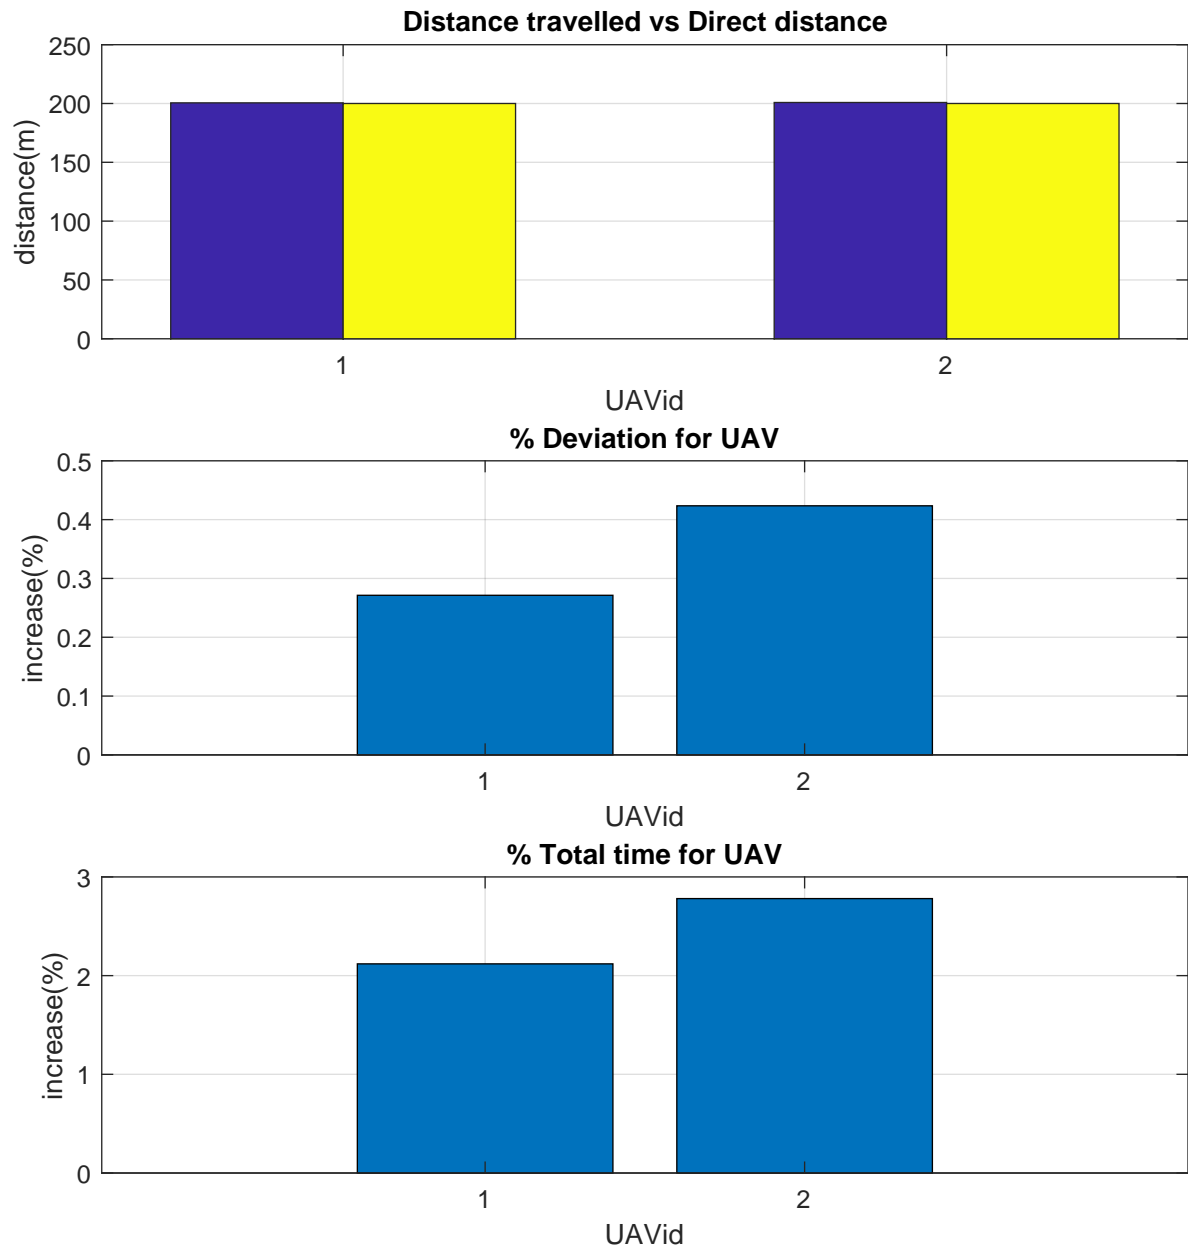 Distance travelled vs Direct distance
250
200
150
100
50
0
distance(m)
1 2
UAVid
% Deviation for UAV
0.5
0.4
0.3
0.2
0.1
0
increase(%)
1 2
UAVid
% Total time for UAV
3
2
1
0
increase(%)
1 2
UAVid